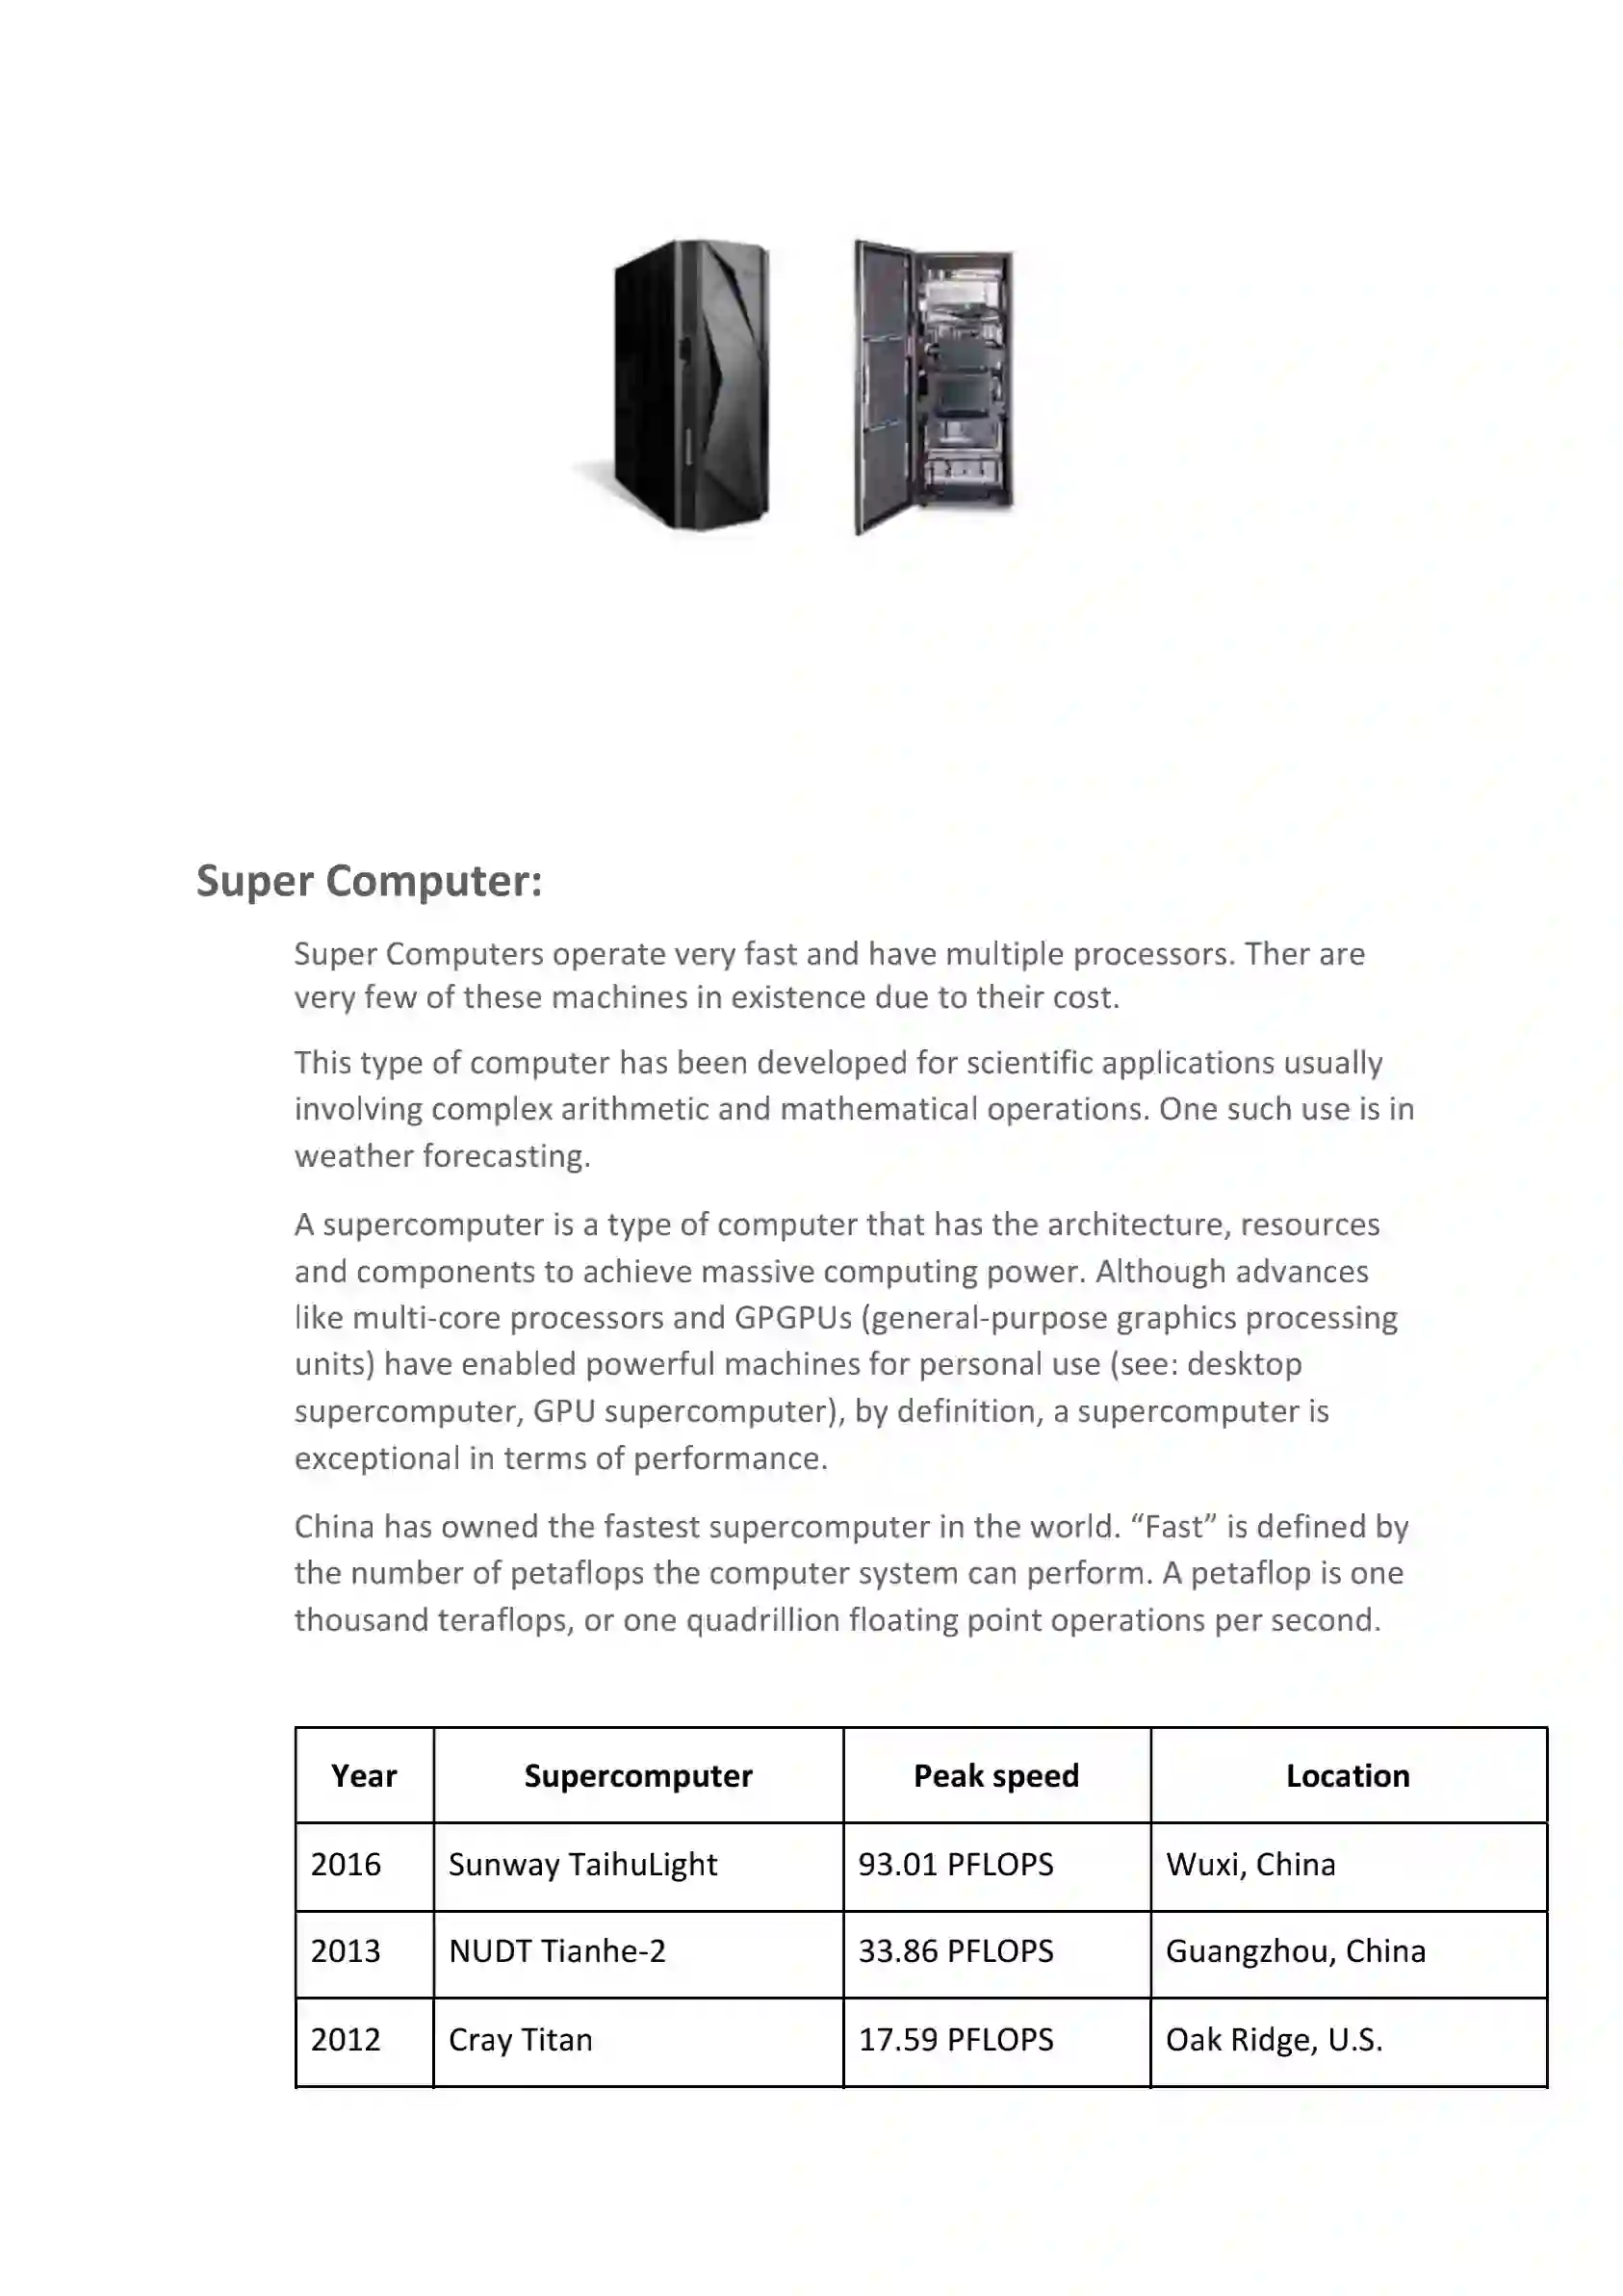 Super Computer:
Super Computers operate very fast and have multiple processors. Ther are
very few of these machines in existence due to their cost.
This type of computer has been developed for scientific applications usually
involving complex arithmetic and mathematical operations. One such use is in
weather forecasting.
A supercomputer is a type of computer that has the architecture, resources
and components to achieve massive computing power. Although advances
like multi-core processors and GPGPUs (general-purpose graphics processing
units) have enabled powerful machines for personal use (see: desktop
supercomputer, GPU supercomputer), by definition, a supercomputer is
exceptional in terms of performance.
China has owned the fastest supercomputer in the world. “Fast” is defined by
the number of petaflops the computer system can perform. A petaflop is one
thousand teraflops, or one quadrillion floating point operations per second.
Year Supercomputer Peak speed Location
2016 Sunway TaihuLight 93.01 PFLOPS Wuxi, China
2013 NUDT Tianhe-2 33.86 PFLOPS Guangzhou, China
2012 Cray Titan 17.59 PFLOPS Oak Ridge, U.S.